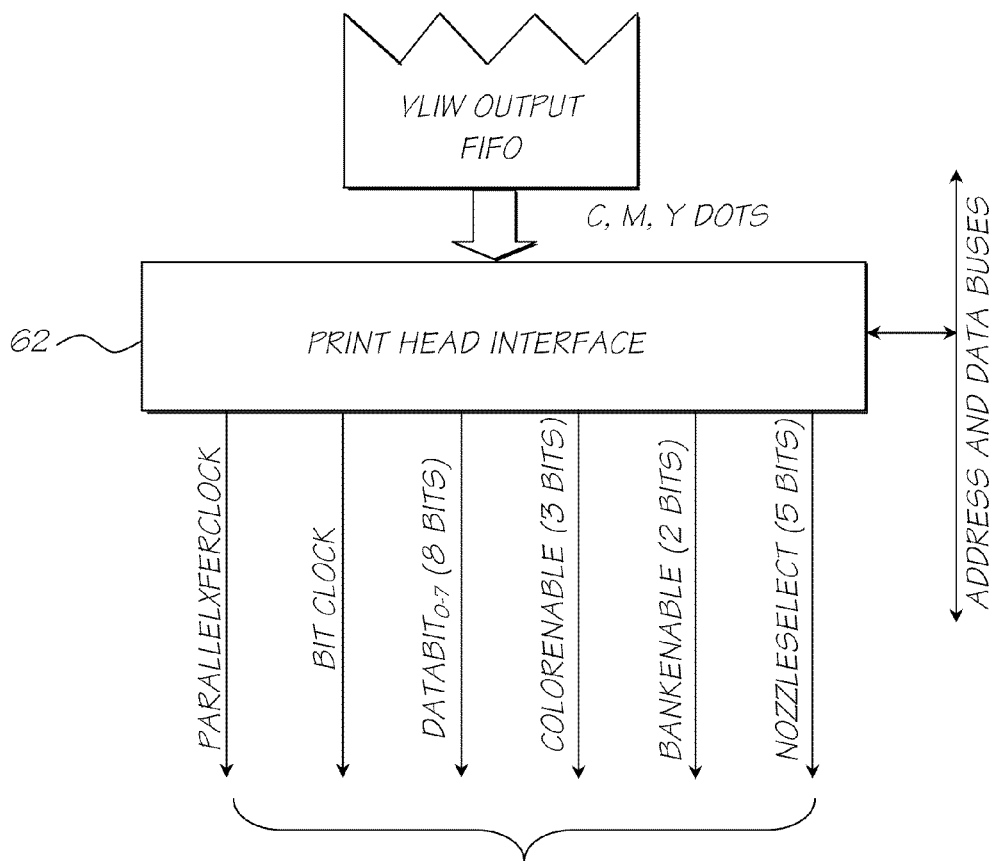 VLIW OUTPUT
FIFO
C, M, Y DOTS
62
PRINT HEAD INTERFACE
ADDRESS AND DATA BUSES
PARALLELXFERCLOCK
BIT CLOCK
DATABIT₀₋₇ (8 BITS)
COLORENABLE (3 BITS)
BANKENABLE (2 BITS)
NOZZLESELECT (5 BITS)